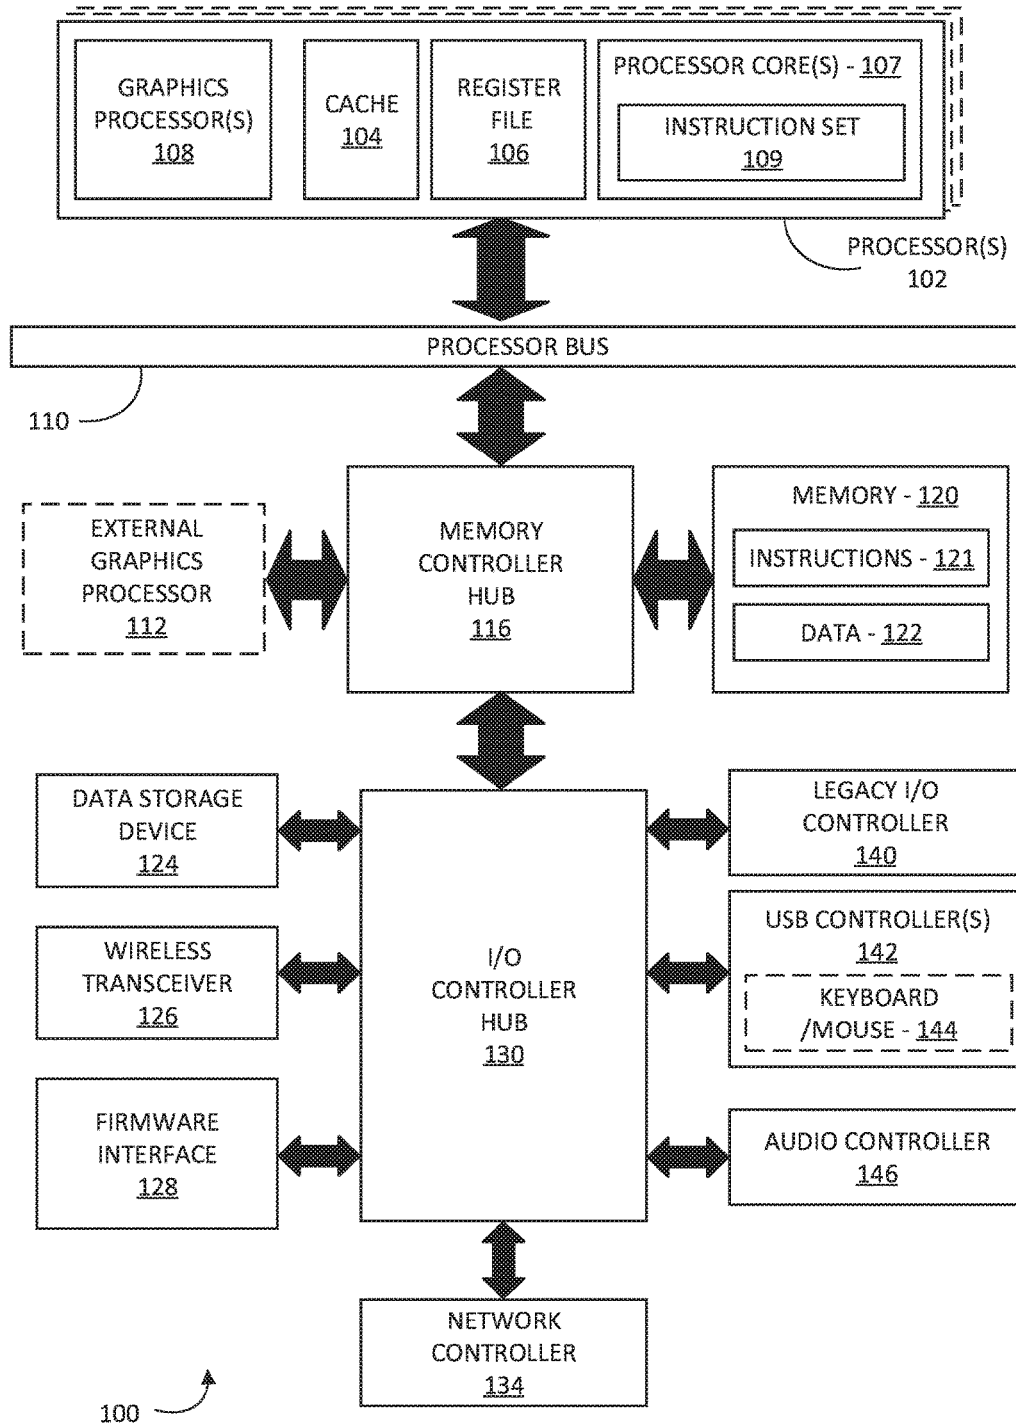 GRAPHICS
PROCESSOR(S)
108
CACHE
104
REGISTER
FILE
106
PROCESSOR CORE(S) - 107
INSTRUCTION SET
109
PROCESSOR(S)
102
PROCESSOR BUS
110
EXTERNAL
GRAPHICS
PROCESSOR
112
MEMORY
CONTROLLER
HUB
116
MEMORY - 120
INSTRUCTIONS - 121
DATA - 122
DATA STORAGE
DEVICE
124
WIRELESS
TRANSCEIVER
126
FIRMWARE
INTERFACE
128
I/O
CONTROLLER
HUB
130
LEGACY I/O
CONTROLLER
140
USB CONTROLLER(S)
142
KEYBOARD
/MOUSE - 144
AUDIO CONTROLLER
146
NETWORK
CONTROLLER
134
100